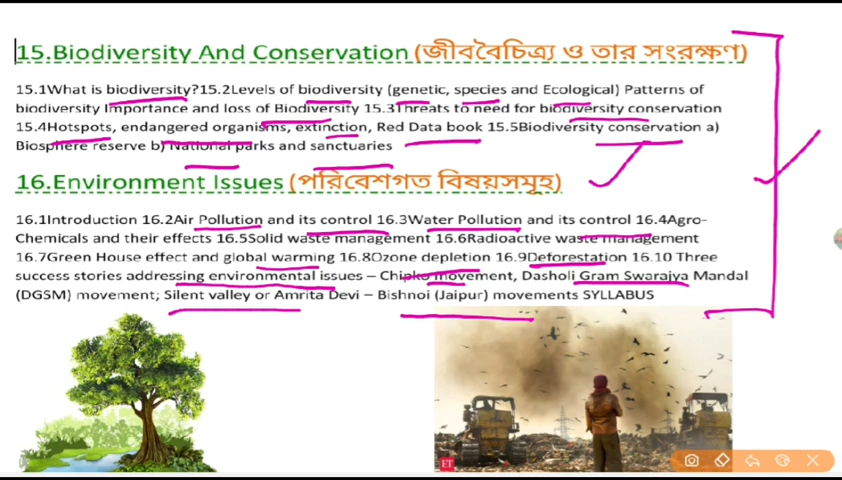 15.Biodiversity And Conservation (জীববৈচিত্র্য ও তার সংরক্ষণ)
15.1What is biodiversity?15.2Levels of biodiversity (genetic, species and Ecological) Patterns of
biodiversity Importance and loss of Biodiversity 15.3Threats to need for biodiversity conservation
15.4Hotspots, endangered organisms, extinction, Red Data book 15.5Biodiversity conservation a)
Biosphere reserve b) National parks and sanctuaries
16.Environment Issues (পরিবেশগত বিষয়সমূহ)
16.1Introduction 16.2Air Pollution and its control 16.3Water Pollution and its control 16.4Agro-
Chemicals and their effects 16.5Solid waste management 16.6Radioactive waste management
16.7Green House effect and global warming 16.8Ozone depletion 16.9Deforestation 16.10 Three
success stories addressing environmental issues – Chipko movement, Dasholi Gram Swarajya Mandal
(DGSM) movement; Silent valley or Amrita Devi – Bishnoi (Jaipur) movements SYLLABUS
ET